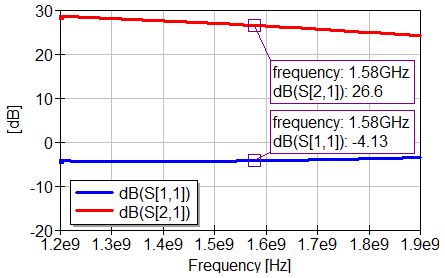 30
20
10
0
-10
-20
[dB]
frequency: 1.58GHz
dB(S[2,1]): 26.6
frequency: 1.58GHz
dB(S[1,1]): -4.13
dB(S[1,1])
dB(S[2,1])
1.2e9 1.3e9 1.4e9 1.5e9 1.6e9 1.7e9 1.8e9 1.9e9
Frequency [Hz]